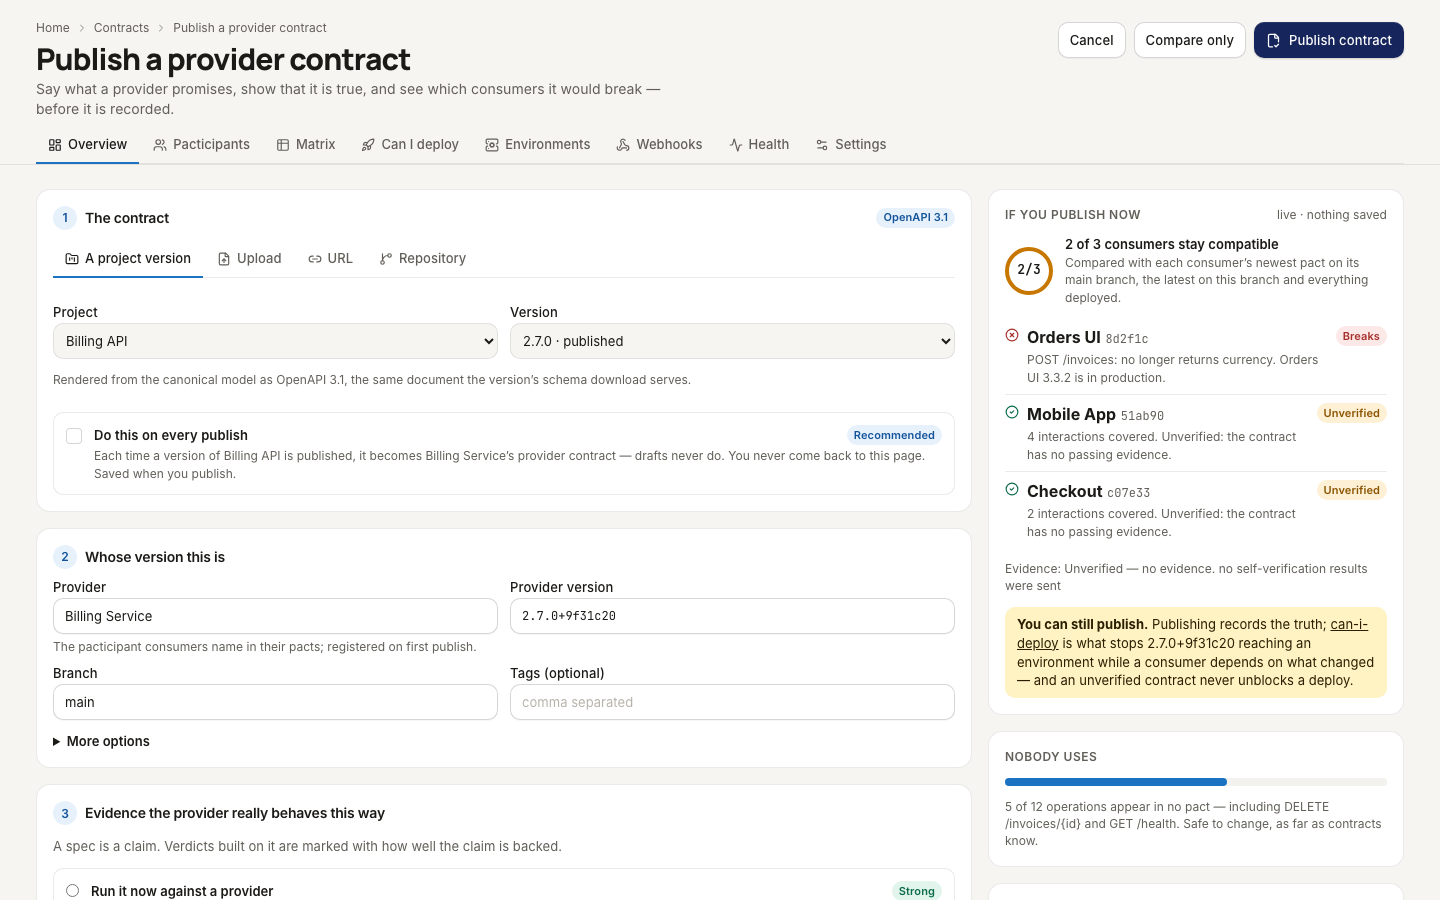 Home > Contracts > Publish a provider contract
Publish a provider contract
Say what a provider promises, show that it is true, and see which consumers it would break —
before it is recorded.
Cancel
Compare only
Publish contract
Overview
Pacticipants
Matrix
Can I deploy
Environments
Webhooks
Health
Settings
1 The contract
OpenAPI 3.1
A project version
Upload
URL
Repository
Project
Version
Billing API
2.7.0 · published
Rendered from the canonical model as OpenAPI 3.1, the same document the version's schema download serves.
Do this on every publish
Recommended
Each time a version of Billing API is published, it becomes Billing Service's provider contract — drafts never do. You never come back to this page.
Saved when you publish.
2 Whose version this is
Provider
Provider version
Billing Service
2.7.0+9f31c20
The pacticipant consumers name in their pacts; registered on first publish.
Branch
Tags (optional)
main
comma separated
More options
3 Evidence the provider really behaves this way
A spec is a claim. Verdicts built on it are marked with how well the claim is backed.
Run it now against a provider
Strong
IF YOU PUBLISH NOW
live · nothing saved
2/3
2 of 3 consumers stay compatible
Compared with each consumer's newest pact on its
main branch, the latest on this branch and everything
deployed.
Orders UI 8d2f1c
Breaks
POST /invoices: no longer returns currency. Orders
UI 3.3.2 is in production.
Mobile App 51ab90
Unverified
4 interactions covered. Unverified: the contract
has no passing evidence.
Checkout c07e33
Unverified
2 interactions covered. Unverified: the contract
has no passing evidence.
Evidence: Unverified — no evidence. no self-verification results
were sent
You can still publish. Publishing records the truth; can-i-
deploy is what stops 2.7.0+9f31c20 reaching an
environment while a consumer depends on what changed
— and an unverified contract never unblocks a deploy.
NOBODY USES
5 of 12 operations appear in no pact — including DELETE
/invoices/{id} and GET /health. Safe to change, as far as contracts
know.